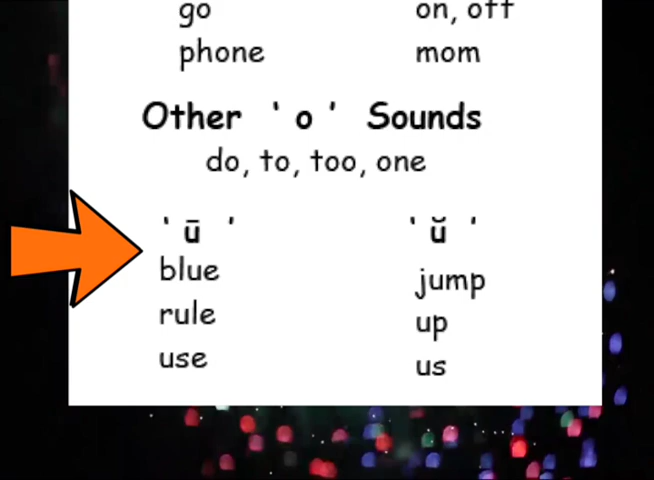 go on, off
phone mom
Other ‘ o ’ Sounds
do, to, too, one
‘ ū ’ ‘ ŭ ’
blue jump
rule up
use us